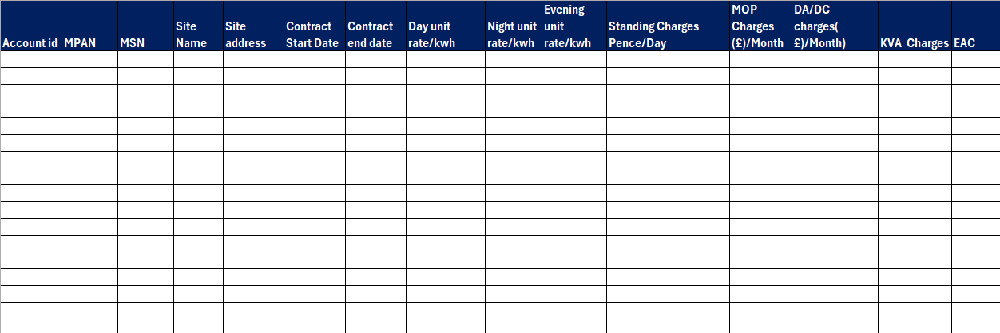 Account id
MPAN
MSN
Site
Name
Site
address
Contract
Start Date
Contract
end date
Day unit
rate/kwh
Night unit
rate/kwh
Evening
unit
rate/kwh
Standing Charges
Pence/Day
MOP
Charges
(£)/Month
DA/DC
charges(
£)/Month)
KVA  Charges
EAC